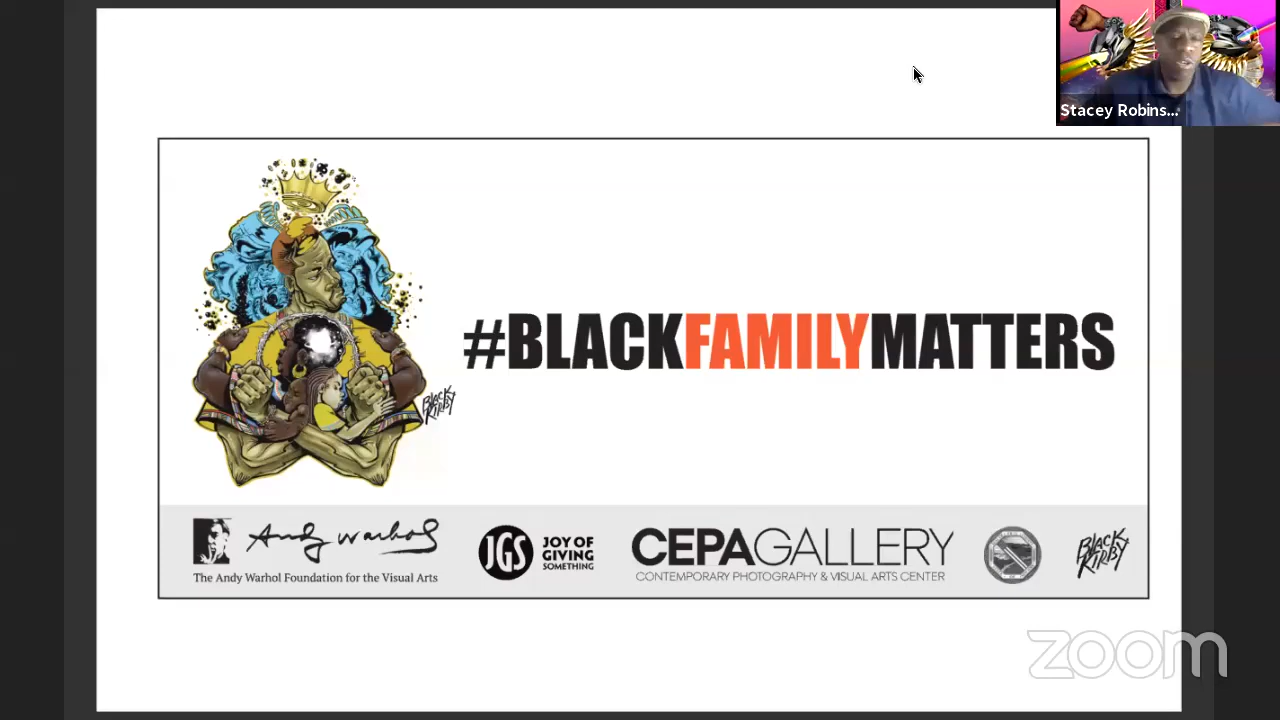 Stacey Robins...
#BLACKFAMILYMATTERS
BLACK KIRBY
Andy Warhol
The Andy Warhol Foundation for the Visual Arts
JGS
JOY OF
GIVING
SOMETHING
CEPAGALLERY
CONTEMPORARY PHOTOGRAPHY & VISUAL ARTS CENTER
BLACK
KIRBY
zoom